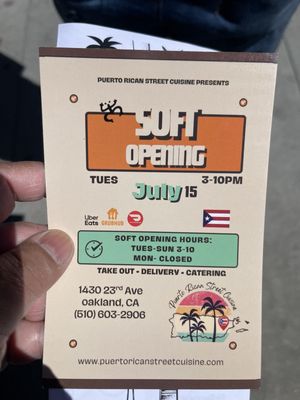 PUERTO RICAN STREET CUISINE PRESENTS
SOFT
OPENING
TUES 3-10PM
July 15
Uber Eats GRUBHUB
SOFT OPENING HOURS:
TUES-SUN 3-10
MON- CLOSED
TAKE OUT • DELIVERY • CATERING
1430 23rd Ave
oakland, CA
(510) 603-2906
Puerto Rican Street Cuisine
www.puertoricanstreetcuisine.com